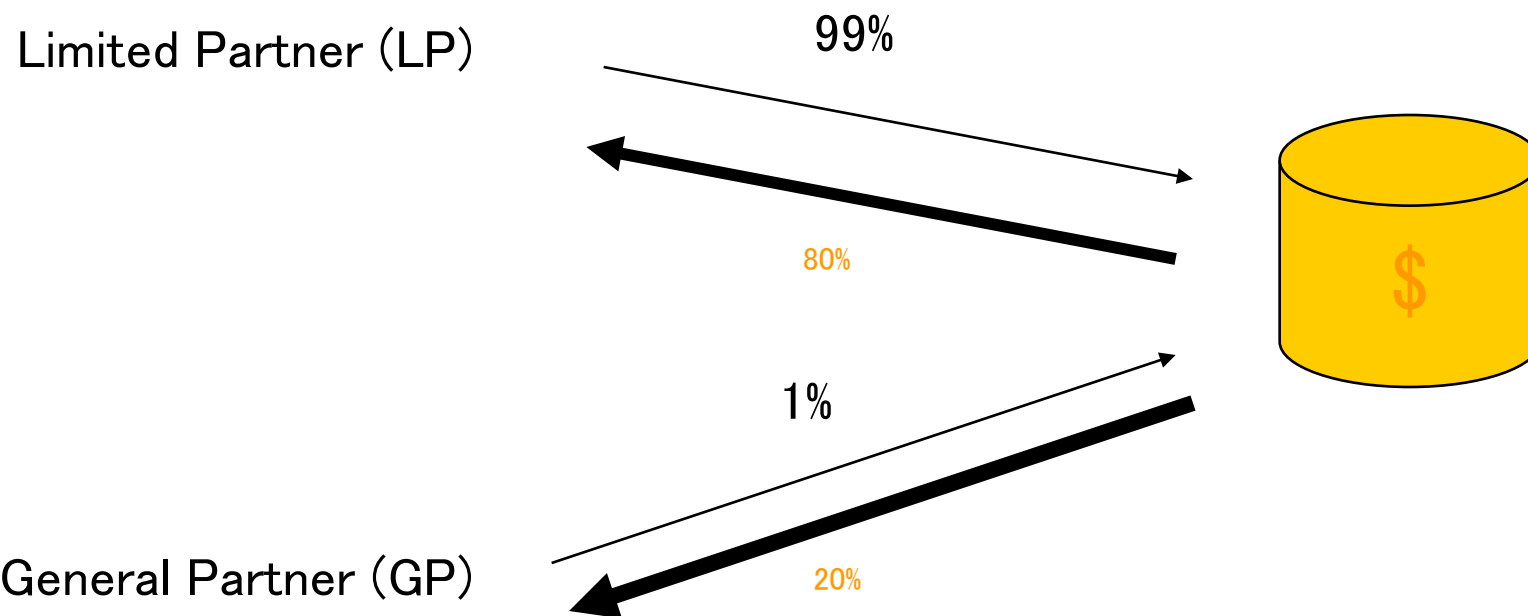 Limited Partner (LP)
99%
80%
$
1%
General Partner (GP)
20%